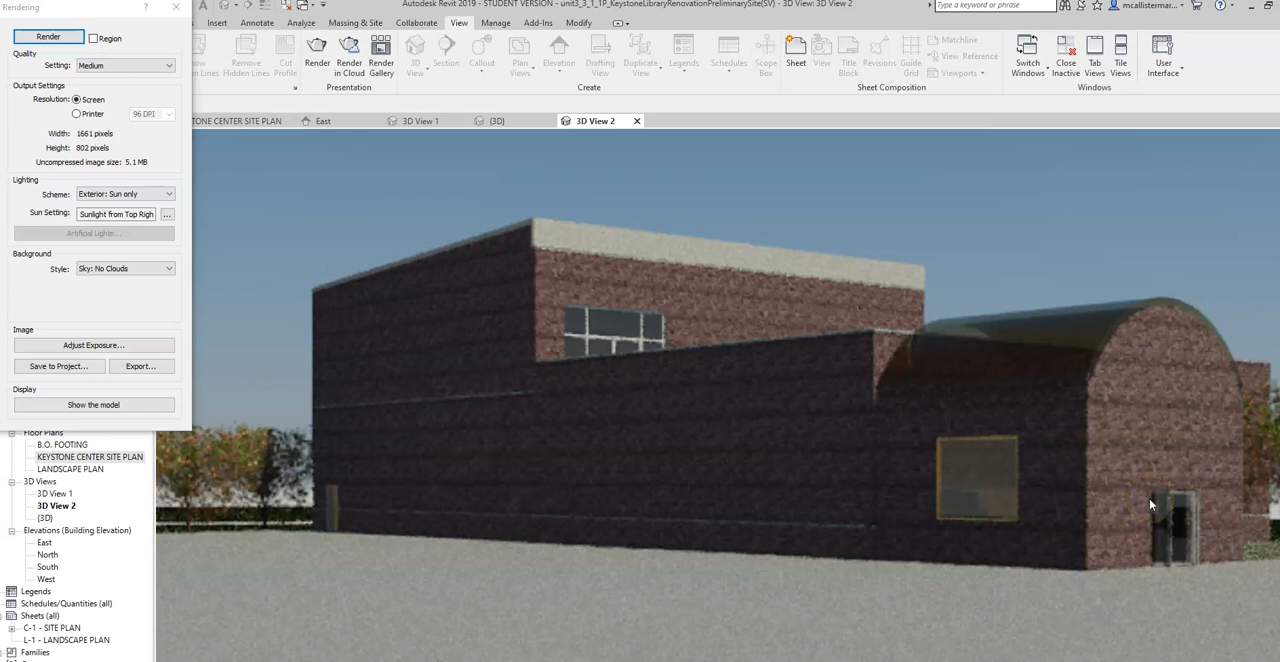 Rendering ? ×
Autodesk Revit 2019 - STUDENT VERSION - unit3_3_1_1P_KeystoneLibraryRenovationPreliminarySite(SV) - 3D View: 3D View 2
Type a keyword or phrase
mcallistermar...
Insert Annotate Analyze Massing & Site Collaborate View Manage Add-Ins Modify
Remove Hidden Lines
Cut Profile
Render
Render in Cloud
Render Gallery
3D View
Section
Callout
Plan Views
Elevation
Drafting View
Duplicate View
Legends
Schedules
Scope Box
Sheet
View
Title Block
Revisions
Guide Grid
Matchline
View Reference
Viewports
Switch Windows
Close Inactive
Tab Views
Tile Views
User Interface
Presentation Create Sheet Composition Windows
CENTER SITE PLAN East 3D View 1 {3D} 3D View 2
Render Region
Quality
Setting: Medium
Output Settings
Resolution: Screen
Printer 96 DPI
Width: 1661 pixels
Height: 802 pixels
Uncompressed image size: 5.1 MB
Lighting
Scheme: Exterior: Sun only
Sun Setting: Sunlight from Top Righ ...
Artificial Lights...
Background
Style: Sky: No Clouds
Image
Adjust Exposure...
Save to Project... Export...
Display
Show the model
Floor Plans
B.O. FOOTING
KEYSTONE CENTER SITE PLAN
LANDSCAPE PLAN
3D Views
3D View 1
3D View 2
{3D}
Elevations (Building Elevation)
East
North
South
West
Legends
Schedules/Quantities (all)
Sheets (all)
C-1 - SITE PLAN
L-1 - LANDSCAPE PLAN
Families